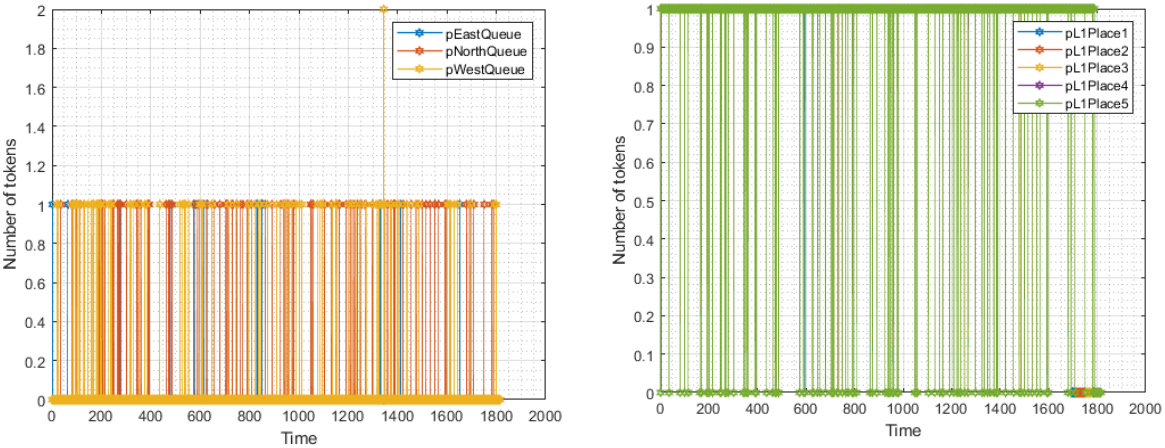 2
1.8
1.6
1.4
1.2
1
0.8
0.6
0.4
0.2
0
Number of tokens
pEastQueue
pNorthQueue
pWestQueue
0 200 400 600 800 1000 1200 1400 1600 1800 2000
Time
1
0.9
0.8
0.7
0.6
0.5
0.4
0.3
0.2
0.1
0
Number of tokens
pL1Place1
pL1Place2
pL1Place3
pL1Place4
pL1Place5
0 200 400 600 800 1000 1200 1400 1600 1800 2000
Time